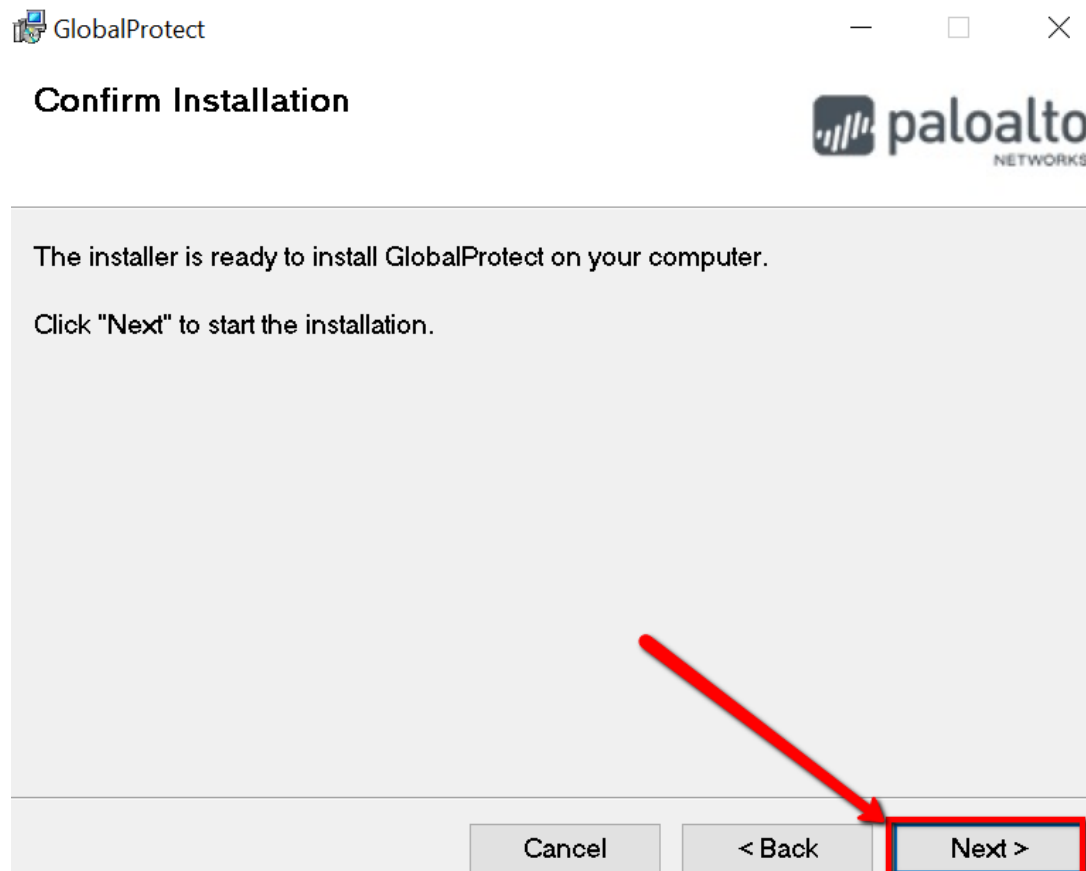 GlobalProtect
Confirm Installation
paloalto
NETWORKS
The installer is ready to install GlobalProtect on your computer.
Click "Next" to start the installation.
Cancel
< Back
Next >